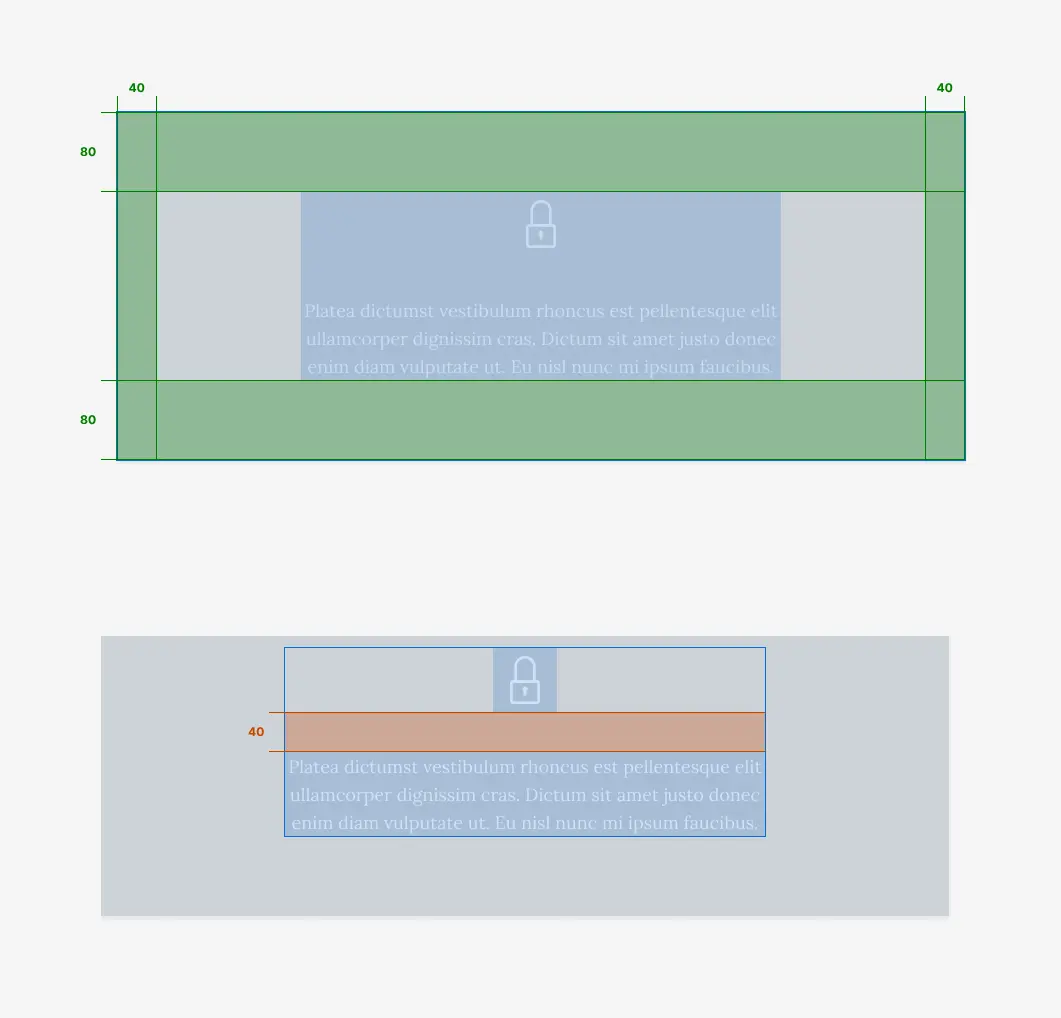 40
40
80
Platea dictumst vestibulum rhoncus est pellentesque elit
ullamcorper dignissim cras. Dictum sit amet justo donec
enim diam vulputate ut. Eu nisl nunc mi ipsum faucibus.
80
40
Platea dictumst vestibulum rhoncus est pellentesque elit
ullamcorper dignissim cras. Dictum sit amet justo donec
enim diam vulputate ut. Eu nisl nunc mi ipsum faucibus.